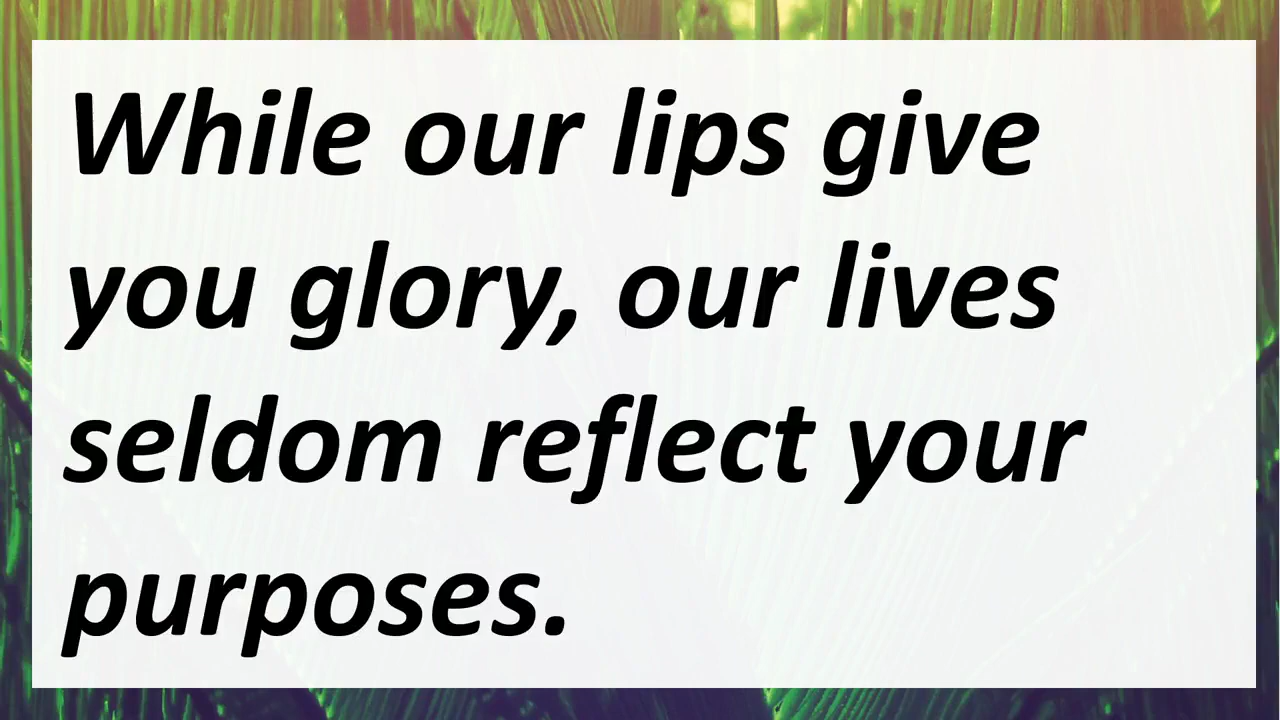 While our lips give
you glory, our lives
seldom reflect your
purposes.